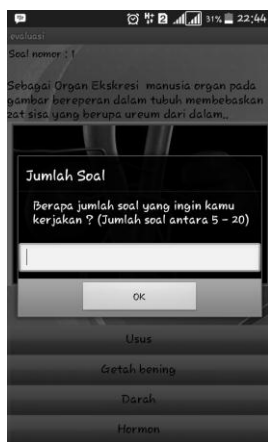 31% 22:44
evaluasi
Soal nomor : 1
Sebagai Organ Ekskresi manusia organ pada
gambar bereperan dalam tubuh membebaskan
zat sisa yang berupa ureum dari dalam..
Jumlah Soal
Berapa jumlah soal yang ingin kamu
kerjakan ? (Jumlah soal antara 5 - 20)
OK
Usus
Getah bening
Darah
Hormon